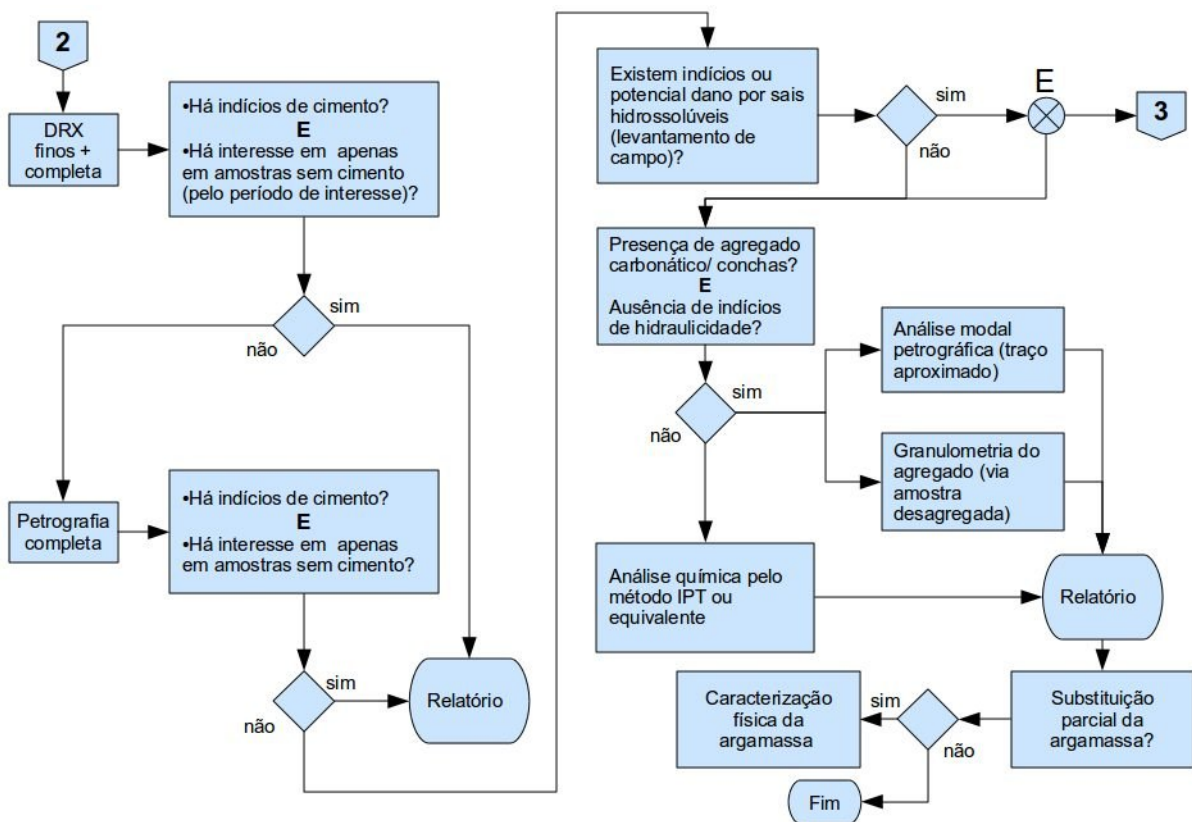 2
DRX
finos +
completa
•Há indícios de cimento?
E
•Há interesse em apenas
em amostras sem cimento
(pelo período de interesse)?
sim
não
Petrografia
completa
•Há indícios de cimento?
E
•Há interesse em apenas
em amostras sem cimento?
sim
não
Relatório
Existem indícios ou
potencial dano por sais
hidrossolúveis
(levantamento de
campo)?
sim
não
E
3
Presença de agregado
carbonático/ conchas?
E
Ausência de indícios
de hidraulicidade?
sim
não
Análise modal
petrográfica (traço
aproximado)
Granulometria do
agregado (via
amostra
desagregada)
Análise química pelo
método IPT ou
equivalente
Relatório
Substituição
parcial da
argamassa?
sim
não
Caracterização
física da
argamassa
Fim